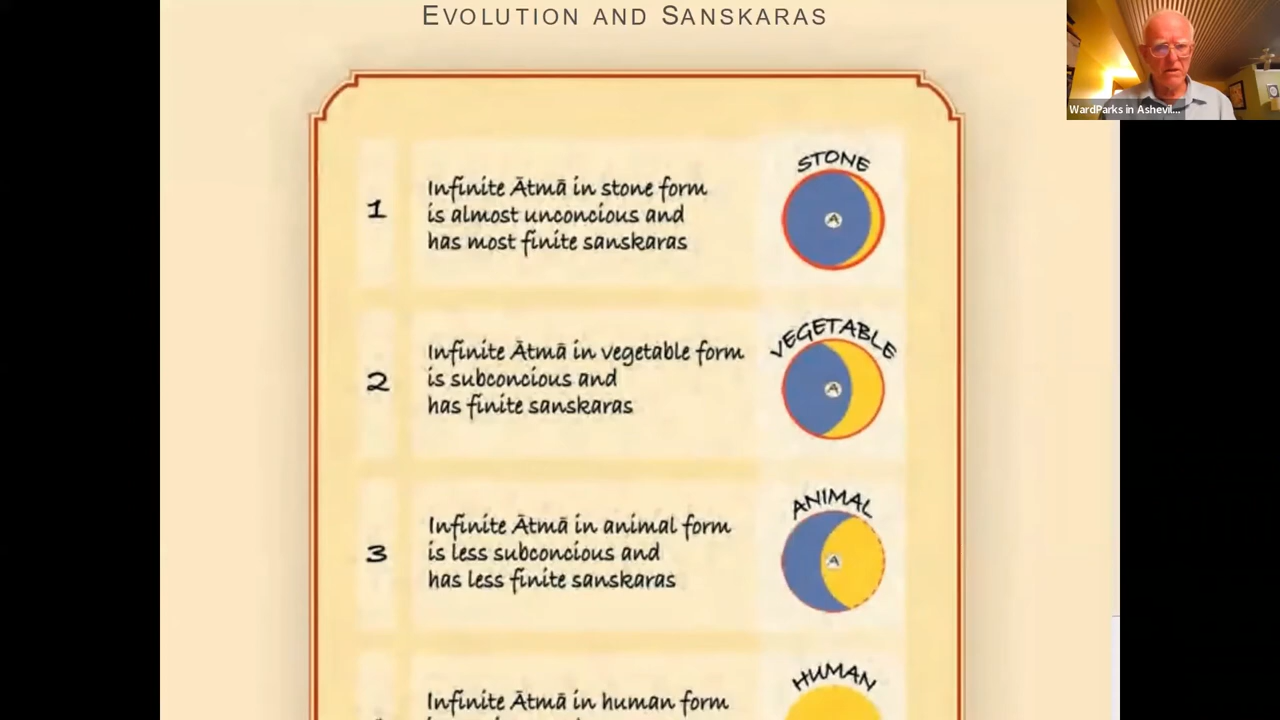 EVOLUTION AND SANSKARAS
WardParks in Ashevil...
STONE
1
Infinite Ātmā in stone form
is almost unconcious and
has most finite sanskaras
A
VEGETABLE
2
Infinite Ātmā in vegetable form
is subconcious and
has finite sanskaras
A
ANIMAL
3
Infinite Ātmā in animal form
is less subconcious and
has less finite sanskaras
A
HUMAN
Infinite Ātmā in human form